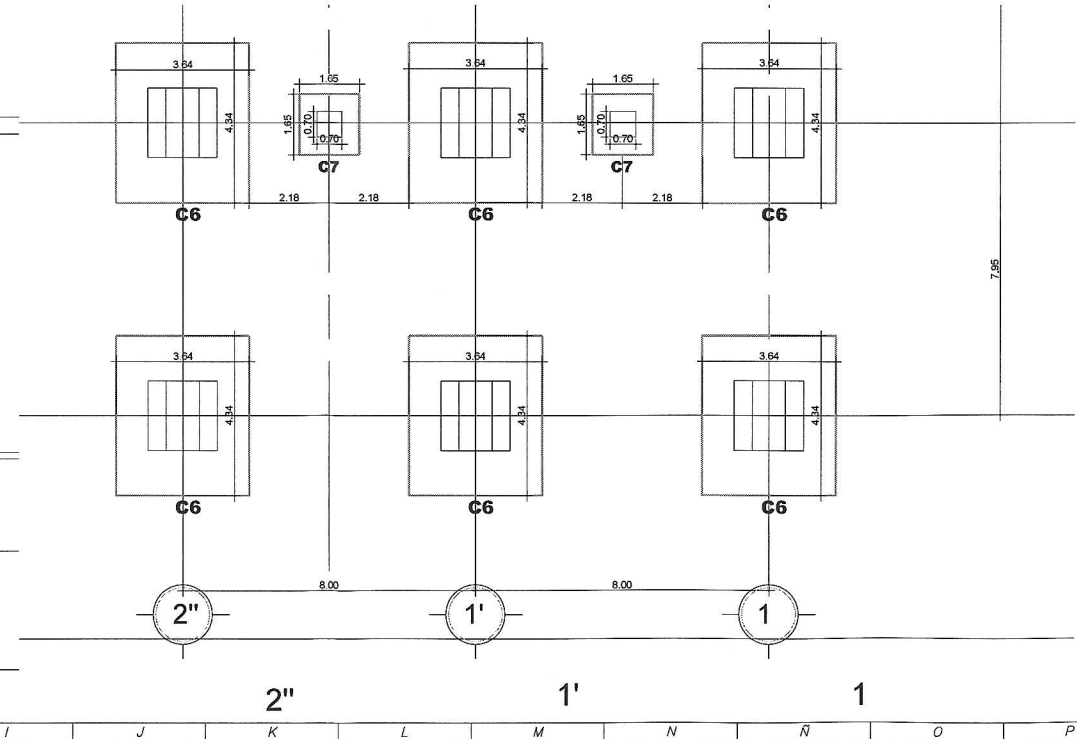 3.64 3.64 3.64
1.65 1.65
4.34 1.65 0.70 4.34 1.65 0.70 4.34
0.70 0.70
C7 C7
2.18 2.18 2.18 2.18
C6 C6 C6
7.95
3.64 3.64 3.64
4.34 4.34 4.34
C6 C6 C6
8.00 8.00
2" 1' 1
2" 1' 1
I J K L M N Ñ O P